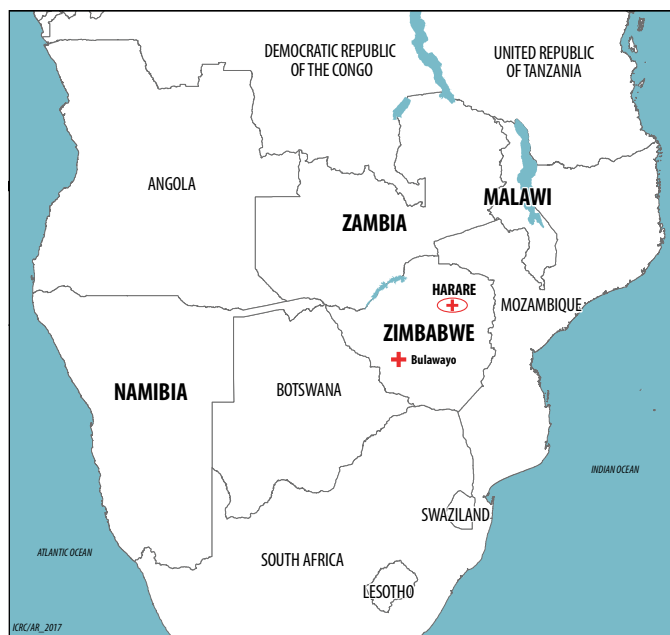 DEMOCRATIC REPUBLIC
OF THE CONGO
UNITED REPUBLIC
OF TANZANIA
ANGOLA
MALAWI
ZAMBIA
HARARE
MOZAMBIQUE
ZIMBABWE
Bulawayo
NAMIBIA
BOTSWANA
INDIAN OCEAN
SWAZILAND
ATLANTIC OCEAN
SOUTH AFRICA
LESOTHO
ICRC/AR_2017